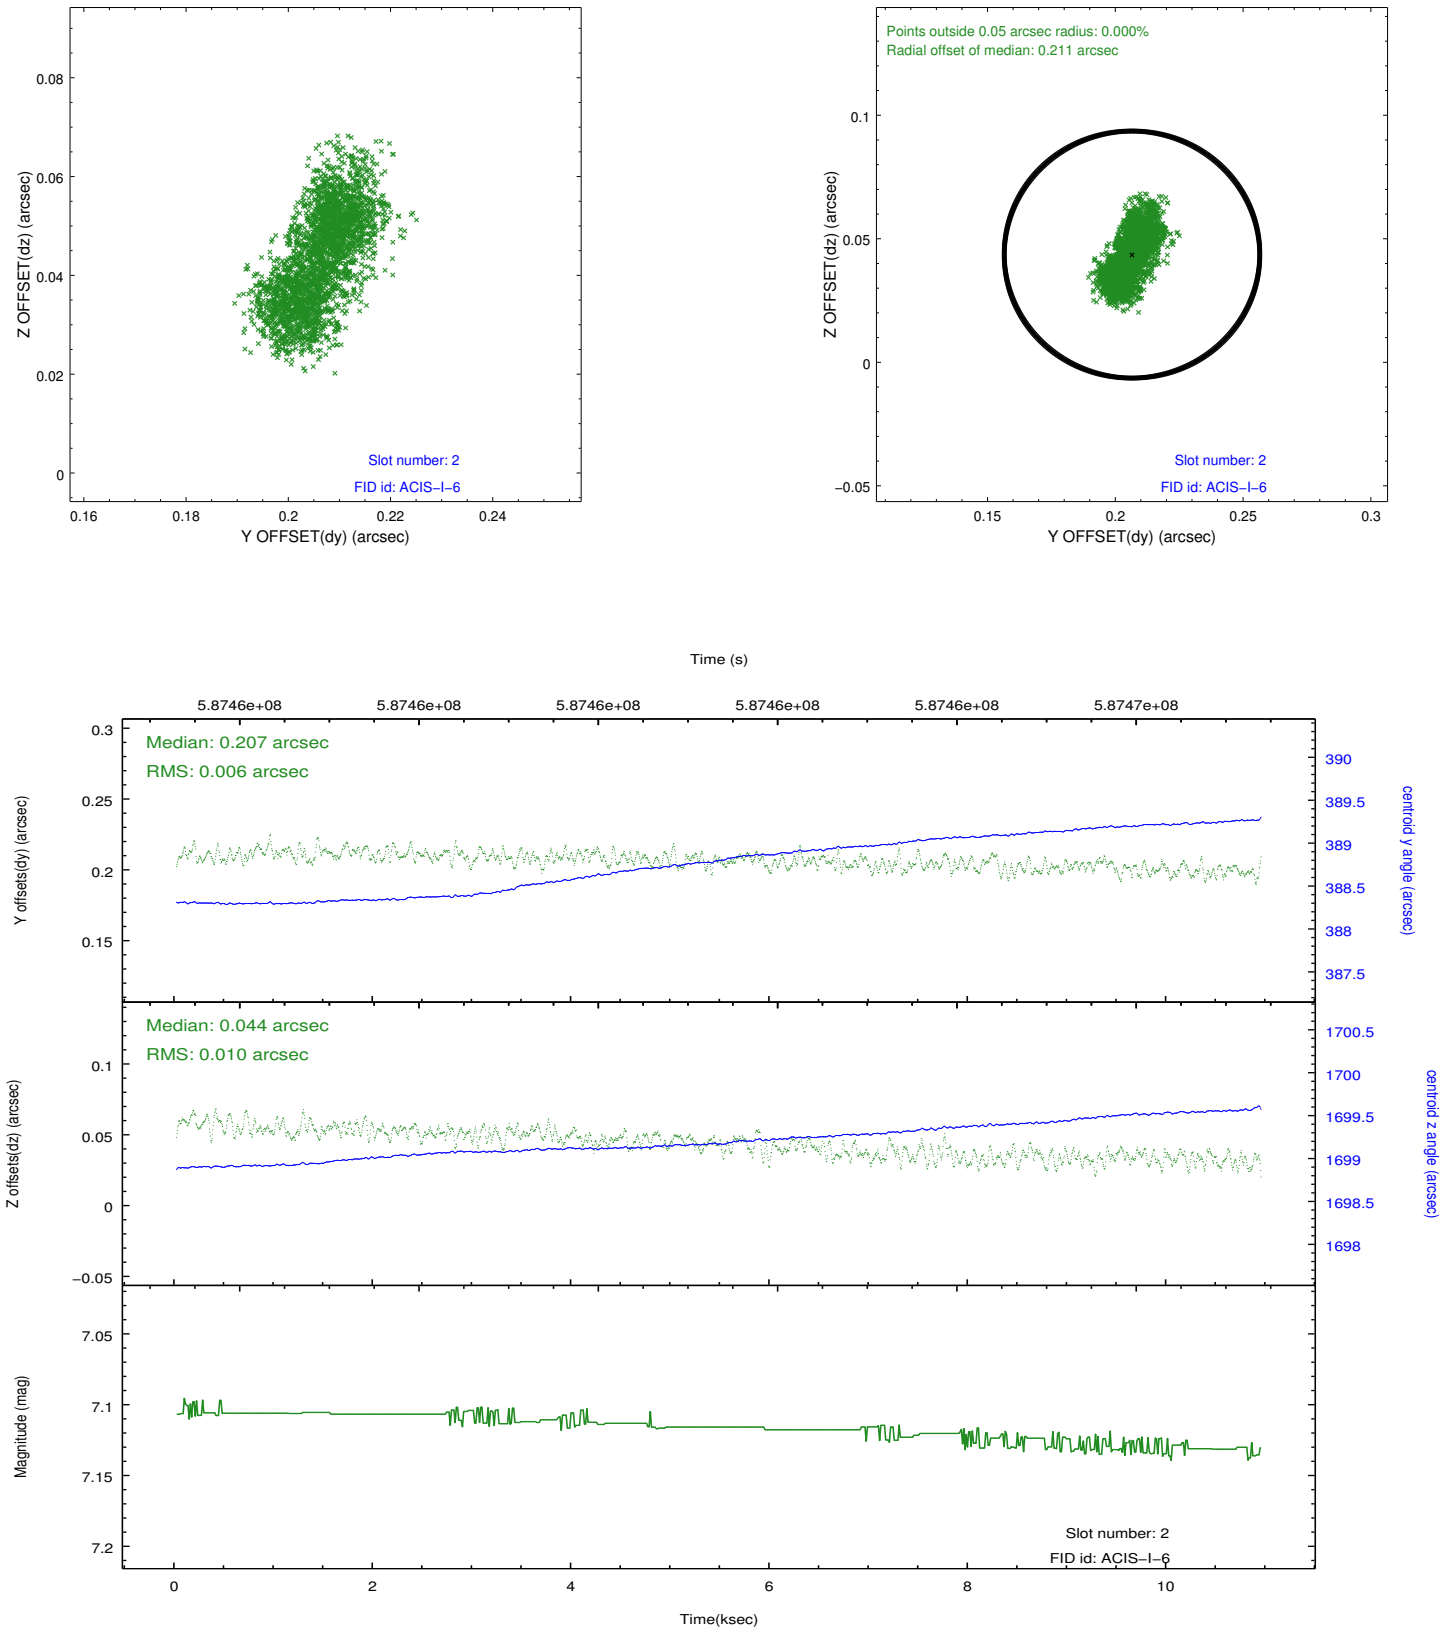 0.08
0.06
0.04
0.02
0
Z OFFSET(dz) (arcsec)
Slot number: 2
FID id: ACIS−I−6
0.16 0.18 0.2 0.22 0.24
Y OFFSET(dy) (arcsec)
Points outside 0.05 arcsec radius: 0.000%
Radial offset of median: 0.211 arcsec
0.1
0.05
0
−0.05
Z OFFSET(dz) (arcsec)
Slot number: 2
FID id: ACIS−I−6
0.15 0.2 0.25 0.3
Y OFFSET(dy) (arcsec)
Time (s)
5.8746e+08 5.8746e+08 5.8746e+08 5.8746e+08 5.8746e+08 5.8747e+08
Median: 0.207 arcsec
RMS: 0.006 arcsec
0.3
0.25
0.2
0.15
Y offsets(dy) (arcsec)
390
389.5
389
388.5
388
387.5
centroid y angle (arcsec)
Median: 0.044 arcsec
RMS: 0.010 arcsec
0.1
0.05
0
−0.05
Z offsets(dz) (arcsec)
1700.5
1700
1699.5
1699
1698.5
1698
centroid z angle (arcsec)
7.05
7.1
7.15
7.2
Magnitude (mag)
Slot number: 2
FID id: ACIS−I−6
0 2 4 6 8 10
Time(ksec)